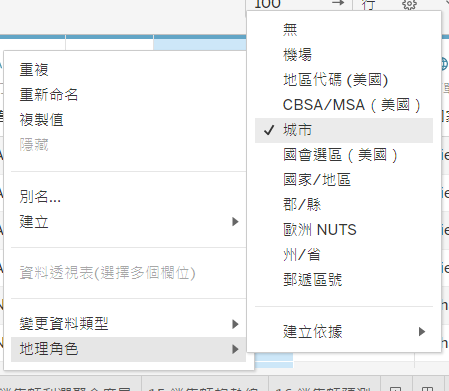 100
→
行
重複
重新命名
複製值
隱藏
別名...
建立
資料透視表(選擇多個欄位)
變更資料類型
地理角色
無
機場
地區代碼 (美國)
CBSA/MSA ( 美國 )
城市
國會選區 ( 美國 )
國家/地區
郡/縣
歐洲 NUTS
州/省
郵遞區號
建立依據